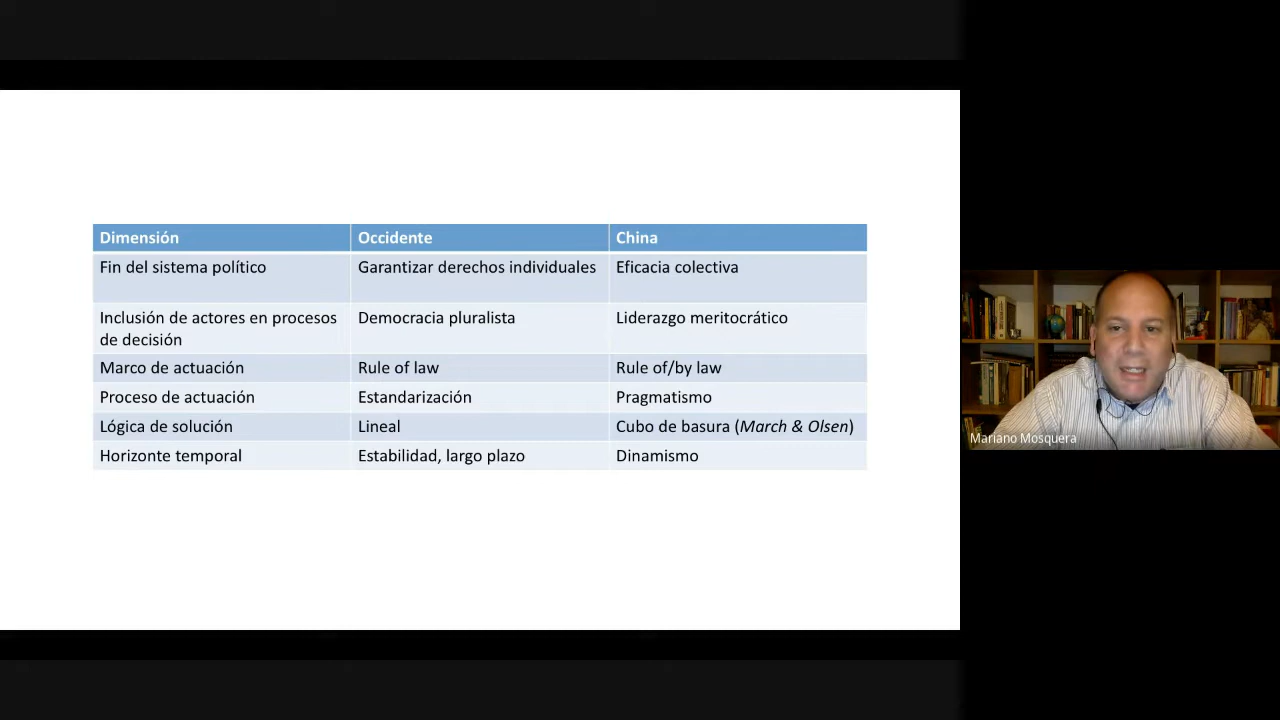 Dimensión Occidente China
Fin del sistema político Garantizar derechos individuales Eficacia colectiva
Inclusión de actores en procesos de decisión Democracia pluralista Liderazgo meritocrático
Marco de actuación Rule of law Rule of/by law
Proceso de actuación Estandarización Pragmatismo
Lógica de solución Lineal Cubo de basura (March & Olsen)
Horizonte temporal Estabilidad, largo plazo Dinamismo
Mariano Mosquera